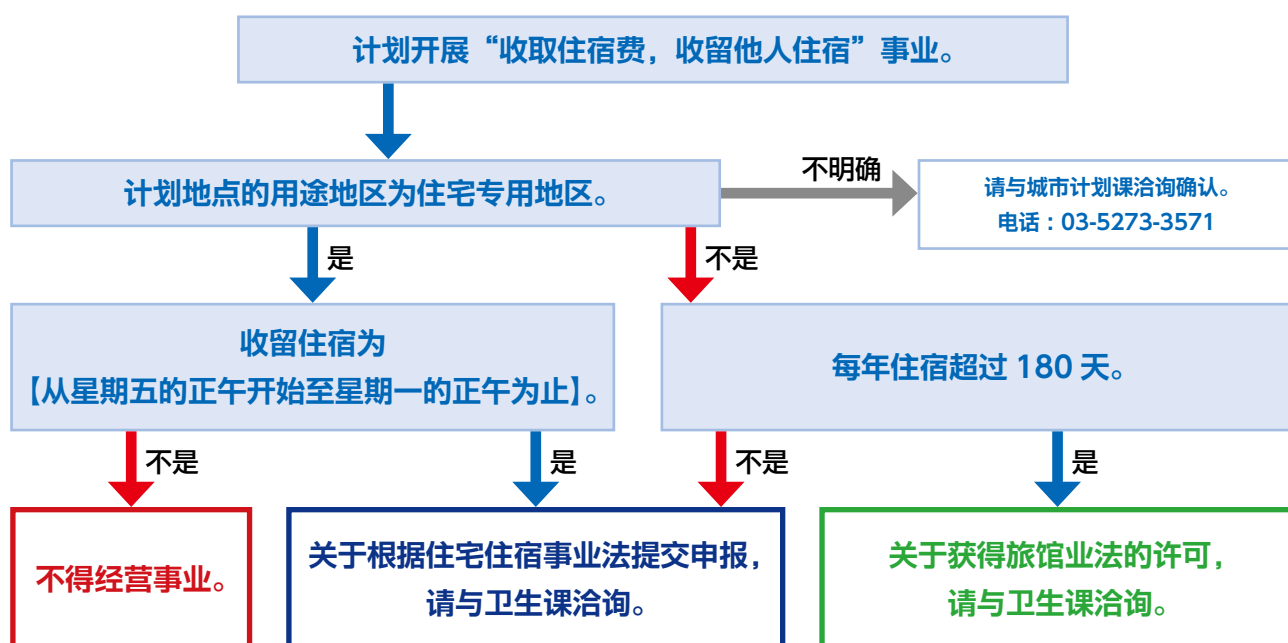 计划开展“收取住宿费，收留他人住宿”事业。
计划地点的用途地区为住宅专用地区。
不明确
请与城市计划课洽询确认。
电话：03-5273-3571
是
不是
收留住宿为
【从星期五的正午开始至星期一的正午为止】。
每年住宿超过 180 天。
不是
是
不是
是
不得经营事业。
关于根据住宅住宿事业法提交申报，
请与卫生课洽询。
关于获得旅馆业法的许可，
请与卫生课洽询。